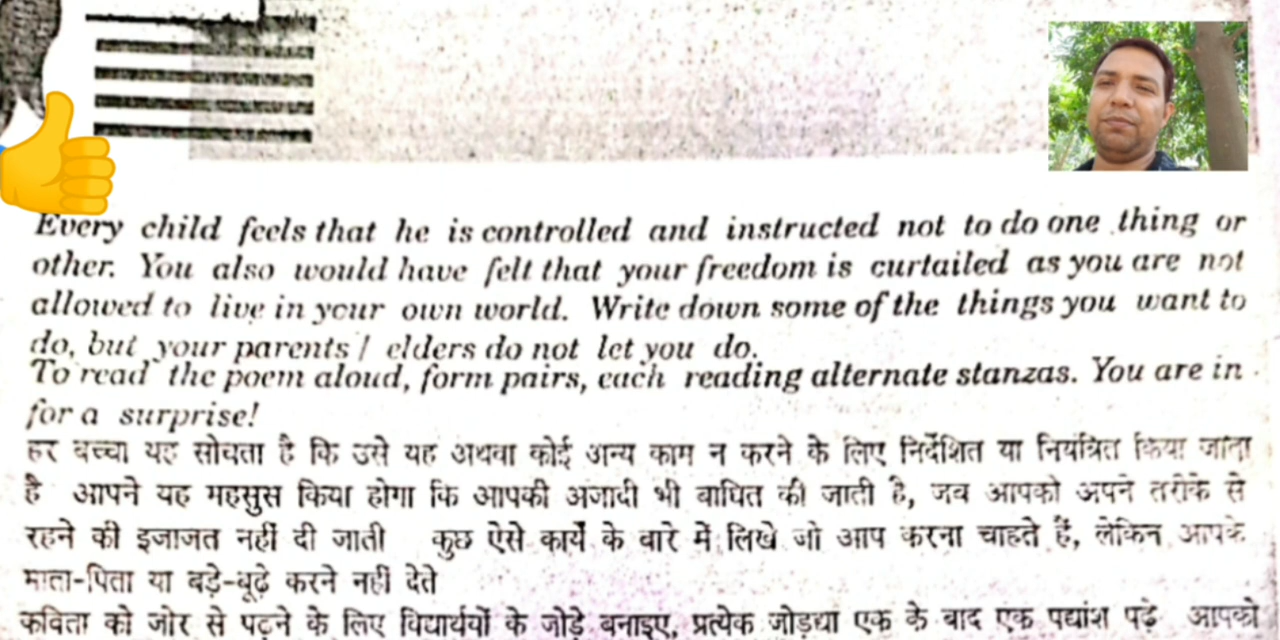 Every child feels that he is controlled and instructed not to do one thing or
other. You also would have felt that your freedom is curtailed as you are not
allowed to live in your own world. Write down some of the things you want to
do, but your parents / elders do not let you do.
To read the poem aloud, form pairs, each reading alternate stanzas. You are in
for a surprise!
हर बच्चा यह सोचता है कि उसे यह अथवा कोई अन्य काम न करने के लिए निर्देशित या नियंत्रित किया जाता
है आपने यह महसुस किया होगा कि आपकी अजादी भी बाधित की जाती है, जब आपको अपने तरीके से
रहने की इजाजत नहीं दी जाती कुछ ऐसे कार्यें के बारे में लिखे जो आप करना चाहते हैं, लेकिन आपके
माता-पिता या बड़े-बूढ़े करने नहीं देते
कविता को जोर से पढ़ने के लिए विद्यार्थयों के जोड़े बनाइए, प्रत्येक जोड़द्या एक के बाद एक पद्यांश पढ़े आपको